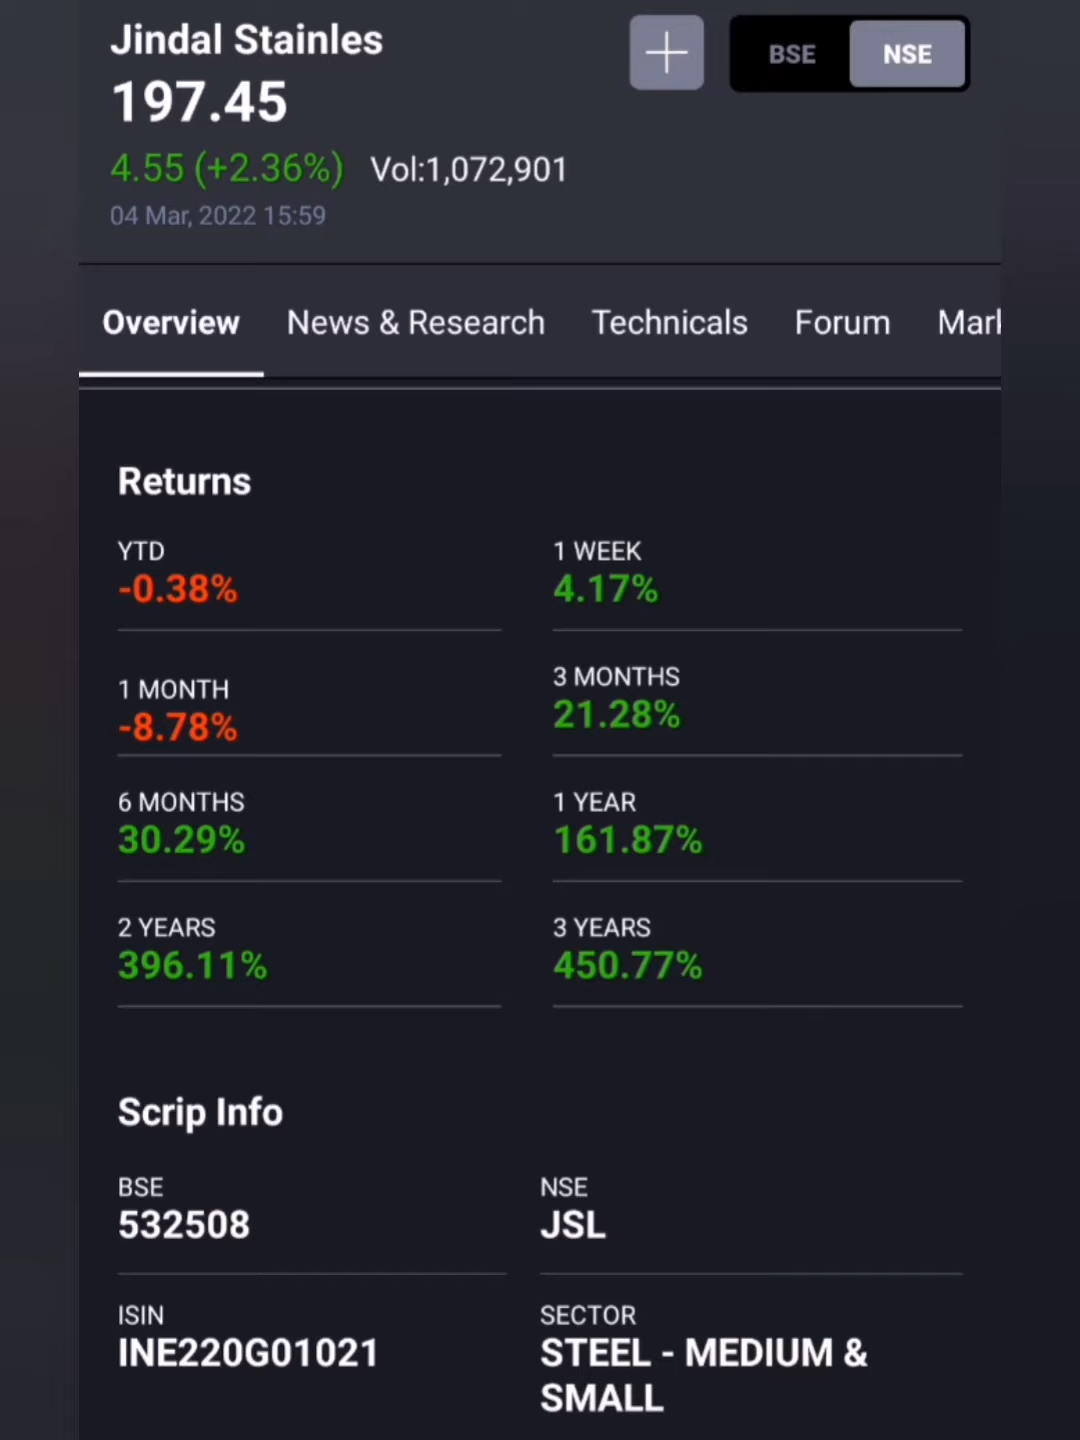 Jindal Stainles
BSE
NSE
197.45
4.55 (+2.36%) Vol:1,072,901
04 Mar, 2022 15:59
Overview News & Research Technicals Forum Mar
Returns
YTD
-0.38%
1 WEEK
4.17%
1 MONTH
-8.78%
3 MONTHS
21.28%
6 MONTHS
30.29%
1 YEAR
161.87%
2 YEARS
396.11%
3 YEARS
450.77%
Scrip Info
BSE
532508
NSE
JSL
ISIN
INE220G01021
SECTOR
STEEL - MEDIUM &
SMALL